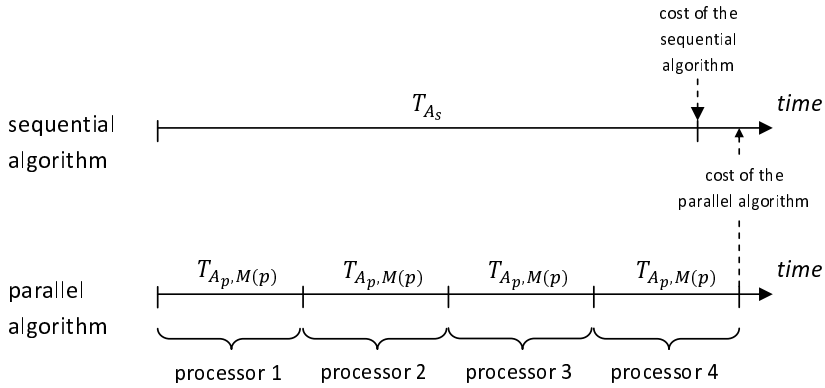 cost of the
sequential
algorithm
T_{A_s}
time
sequential
algorithm
cost of the
parallel algorithm
T_{A_p,M(p)} T_{A_p,M(p)} T_{A_p,M(p)} T_{A_p,M(p)}
time
parallel
algorithm
processor 1 processor 2 processor 3 processor 4